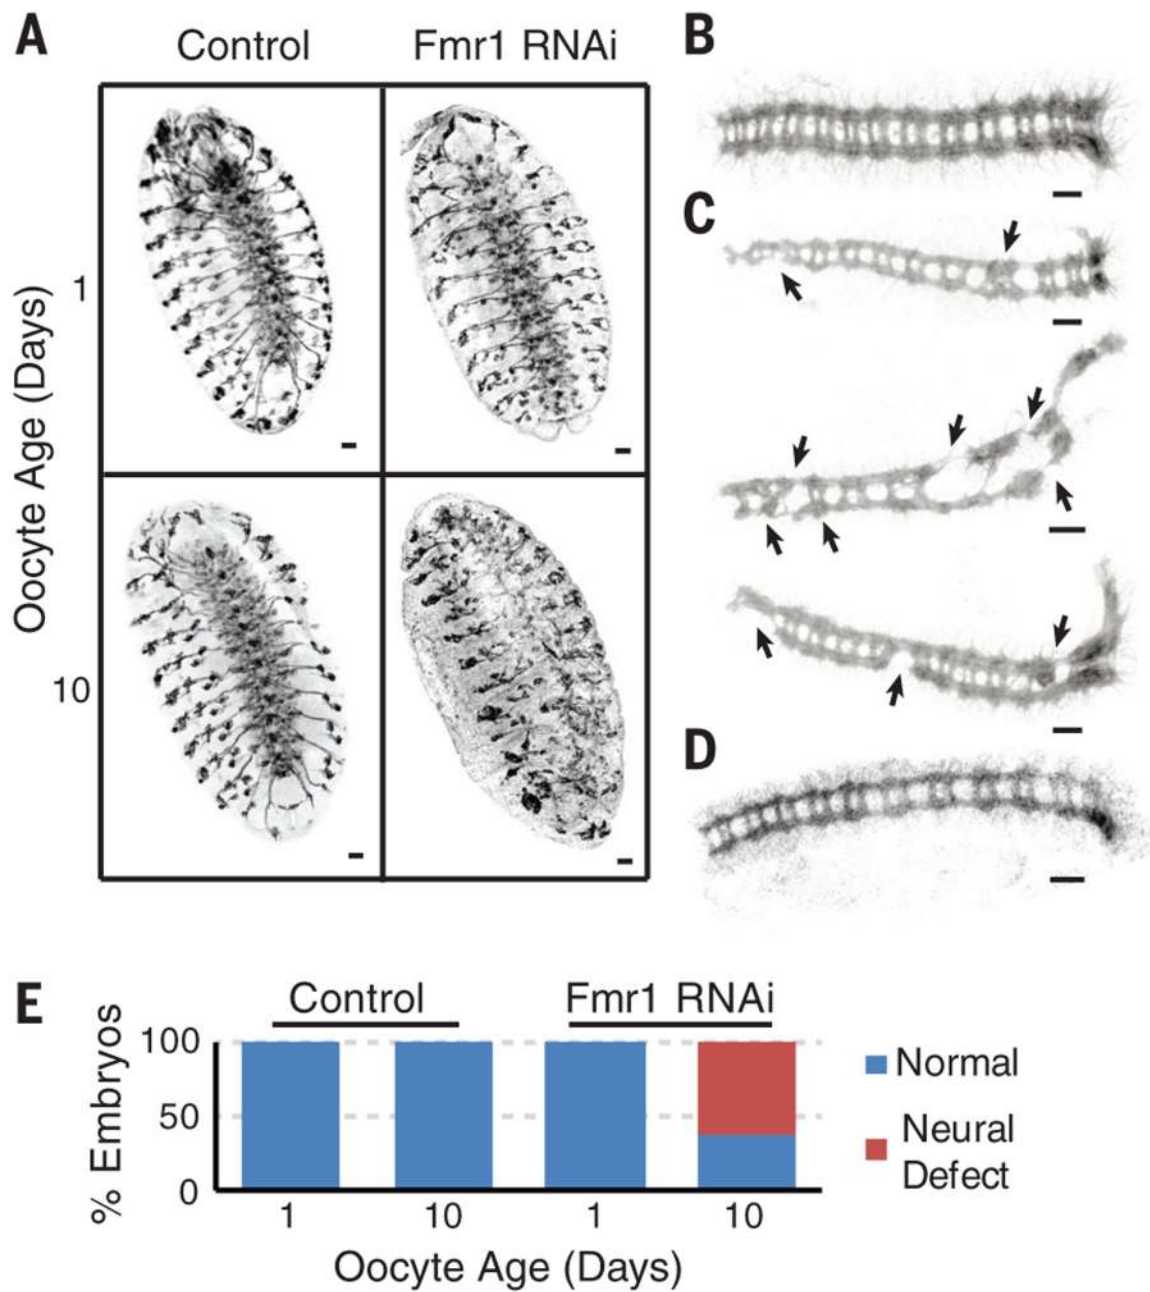 A
Control
Fmr1 RNAi
B
C
D
Oocyte Age (Days)
1
10
E
Control
Fmr1 RNAi
% Embryos
100
50
0
1
10
1
10
Oocyte Age (Days)
Normal
Neural
Defect